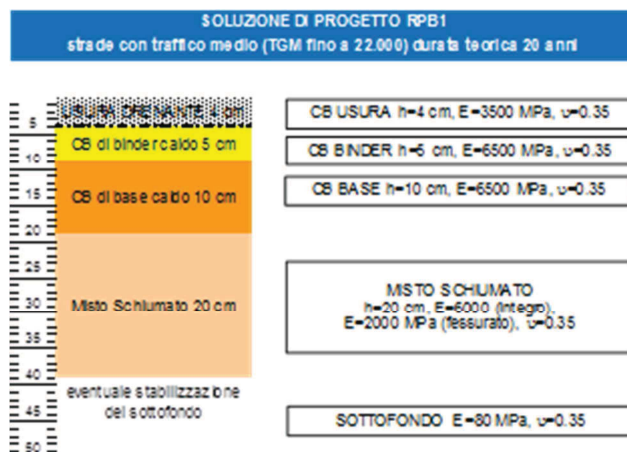 SOLUZIONE DI PROGETTO RPB1
strade con traffico medio (TGM fino a 22.000) durata teorica 20 anni
USURA DRENANTE 4 cm
CB USURA h=4 cm, E=3500 MPa, υ=0.35
5
CB di binder caldo 5 cm
CB BINDER h=5 cm, E=6500 MPa, υ=0.35
10
CB di base caldo 10 cm
CB BASE h=10 cm, E=6500 MPa, υ=0.35
15
20
25
Misto Schiumato 20 cm
MISTO SCHIUMATO
h=20 cm, E=6000 (integro),
E=2000 MPa (fessurato), υ=0.35
30
35
40
eventuale stabilizzazione
del sottofondo
SOTTOFONDO E=80 MPa, υ=0.35
45
50